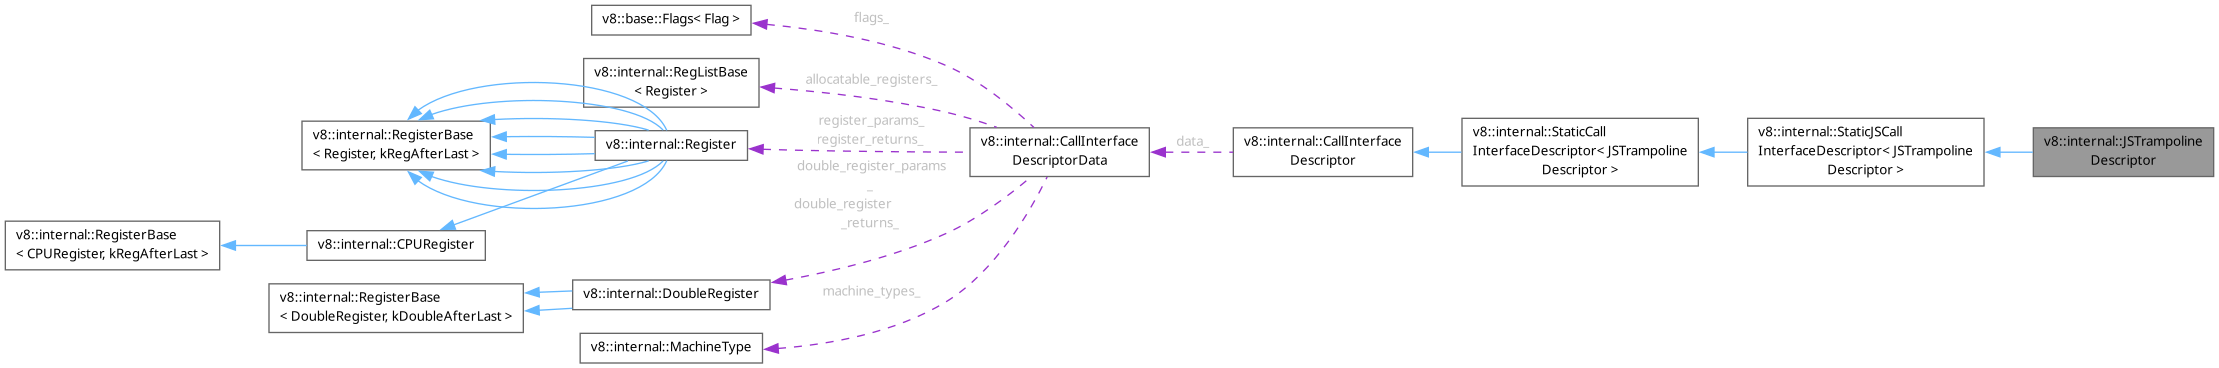 v8::base::Flags< Flag >
flags_
v8::internal::RegListBase
< Register >
allocatable_registers_
v8::internal::RegisterBase
< Register, kRegAfterLast >
v8::internal::Register
register_params_
register_returns_
double_register_params
_
double_register
_returns_
v8::internal::CallInterface
DescriptorData
data_
v8::internal::CallInterface
Descriptor
v8::internal::StaticCall
InterfaceDescriptor< JSTrampoline
Descriptor >
v8::internal::StaticJSCall
InterfaceDescriptor< JSTrampoline
Descriptor >
v8::internal::JSTrampoline
Descriptor
v8::internal::RegisterBase
< CPURegister, kRegAfterLast >
v8::internal::CPURegister
v8::internal::RegisterBase
< DoubleRegister, kDoubleAfterLast >
v8::internal::DoubleRegister
machine_types_
v8::internal::MachineType